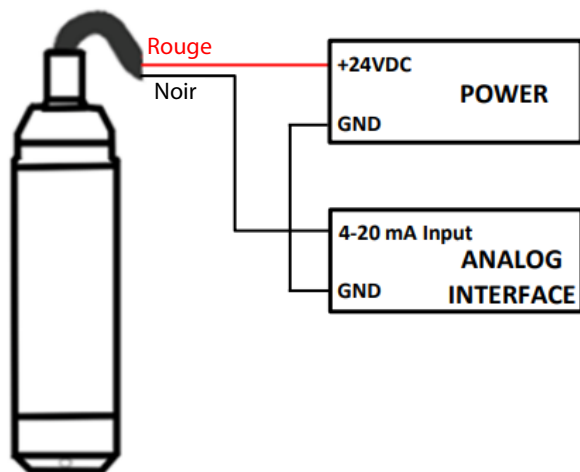 Rouge
Noir
+24VDC
POWER
GND
4-20 mA Input
ANALOG
INTERFACE
GND